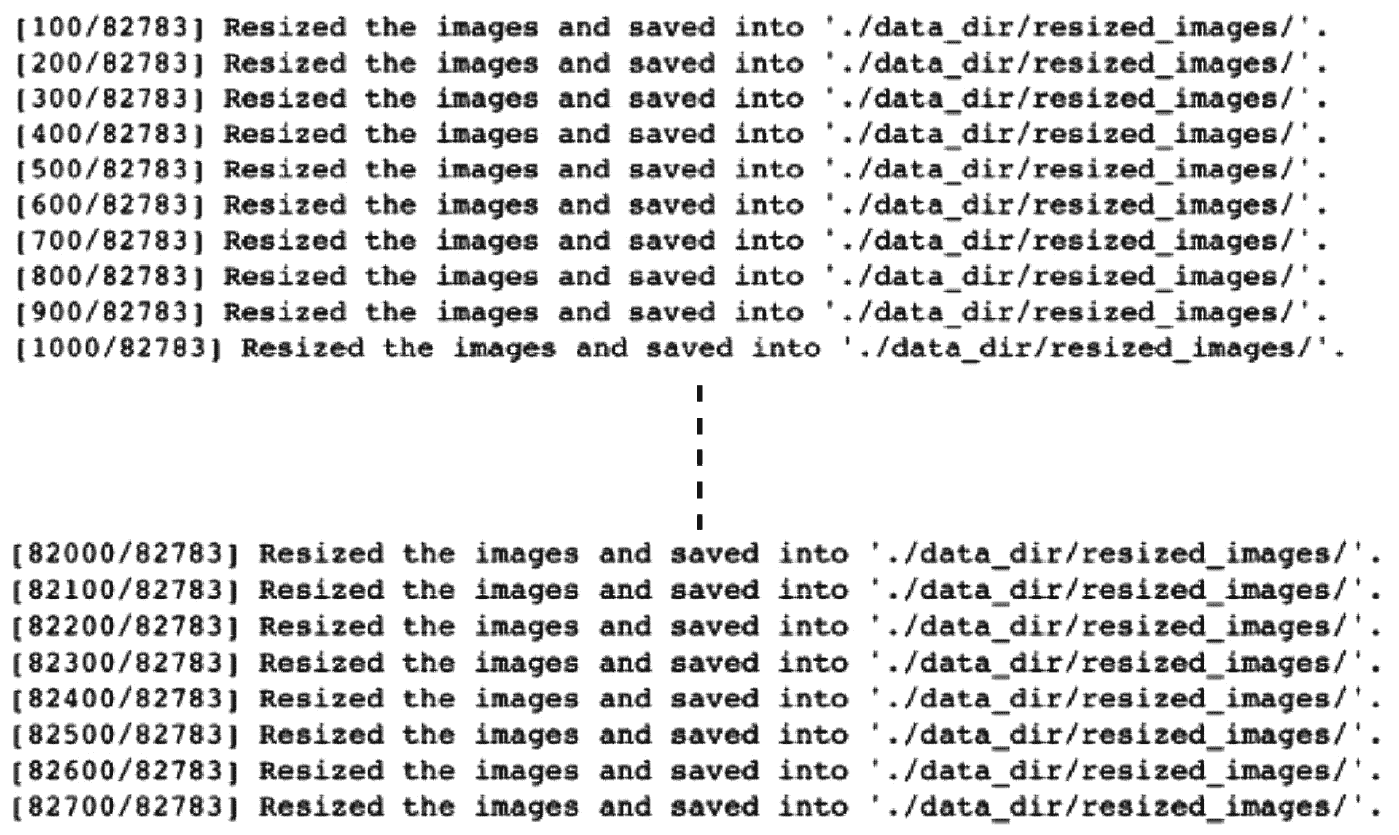 [100/82783] Resized the images and saved into './data_dir/resized_images/'.
[200/82783] Resized the images and saved into './data_dir/resized_images/'.
[300/82783] Resized the images and saved into './data_dir/resized_images/'.
[400/82783] Resized the images and saved into './data_dir/resized_images/'.
[500/82783] Resized the images and saved into './data_dir/resized_images/'.
[600/82783] Resized the images and saved into './data_dir/resized_images/'.
[700/82783] Resized the images and saved into './data_dir/resized_images/'.
[800/82783] Resized the images and saved into './data_dir/resized_images/'.
[900/82783] Resized the images and saved into './data_dir/resized_images/'.
[1000/82783] Resized the images and saved into './data_dir/resized_images/'.
[82000/82783] Resized the images and saved into './data_dir/resized_images/'.
[82100/82783] Resized the images and saved into './data_dir/resized_images/'.
[82200/82783] Resized the images and saved into './data_dir/resized_images/'.
[82300/82783] Resized the images and saved into './data_dir/resized_images/'.
[82400/82783] Resized the images and saved into './data_dir/resized_images/'.
[82500/82783] Resized the images and saved into './data_dir/resized_images/'.
[82600/82783] Resized the images and saved into './data_dir/resized_images/'.
[82700/82783] Resized the images and saved into './data_dir/resized_images/'.